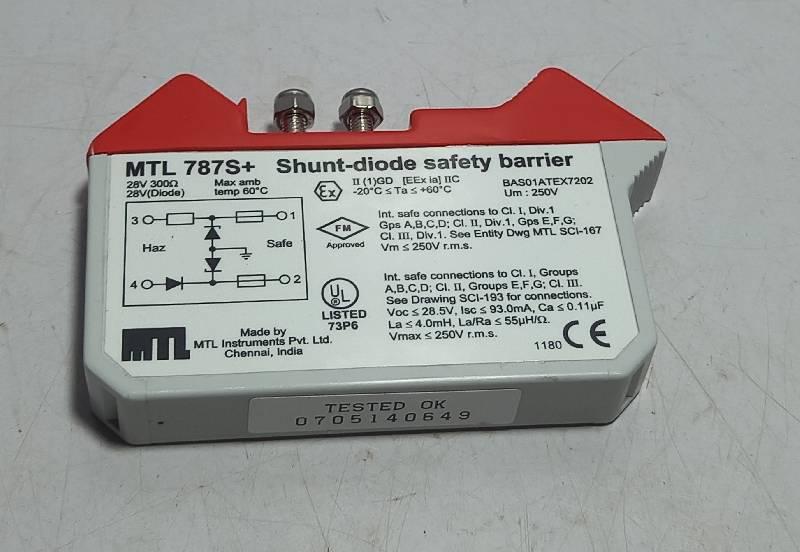 MTL 787S+ Shunt-diode safety barrier
28V 300Ω
28V(Diode)
Max amb
temp 60°C
Ex
II (1)GD [EEx ia] IIC
-20°C ≤ Ta ≤ +60°C
BAS01ATEX7202
Um : 250V
3
1
Haz
Safe
4
2
FM
Approved
Int. safe connections to Cl. I, Div.1
Gps A,B,C,D; Cl. II, Div.1, Gps E,F,G;
Cl. III, Div.1. See Entity Dwg MTL SCI-167
Vm ≤ 250V r.m.s.
UL
LISTED
73P6
Int. safe connections to Cl. I, Groups
A,B,C,D; Cl. II, Groups E,F,G; Cl. III.
See Drawing SCI-193 for connections.
Voc ≤ 28.5V, Isc ≤ 93.0mA, Ca ≤ 0.11µF
La ≤ 4.0mH, La/Ra ≤ 55µH/Ω.
Vmax ≤ 250V r.m.s.
MTL
Made by
MTL Instruments Pvt. Ltd.
Chennai, India
1180 CE
TESTED OK
0705140649